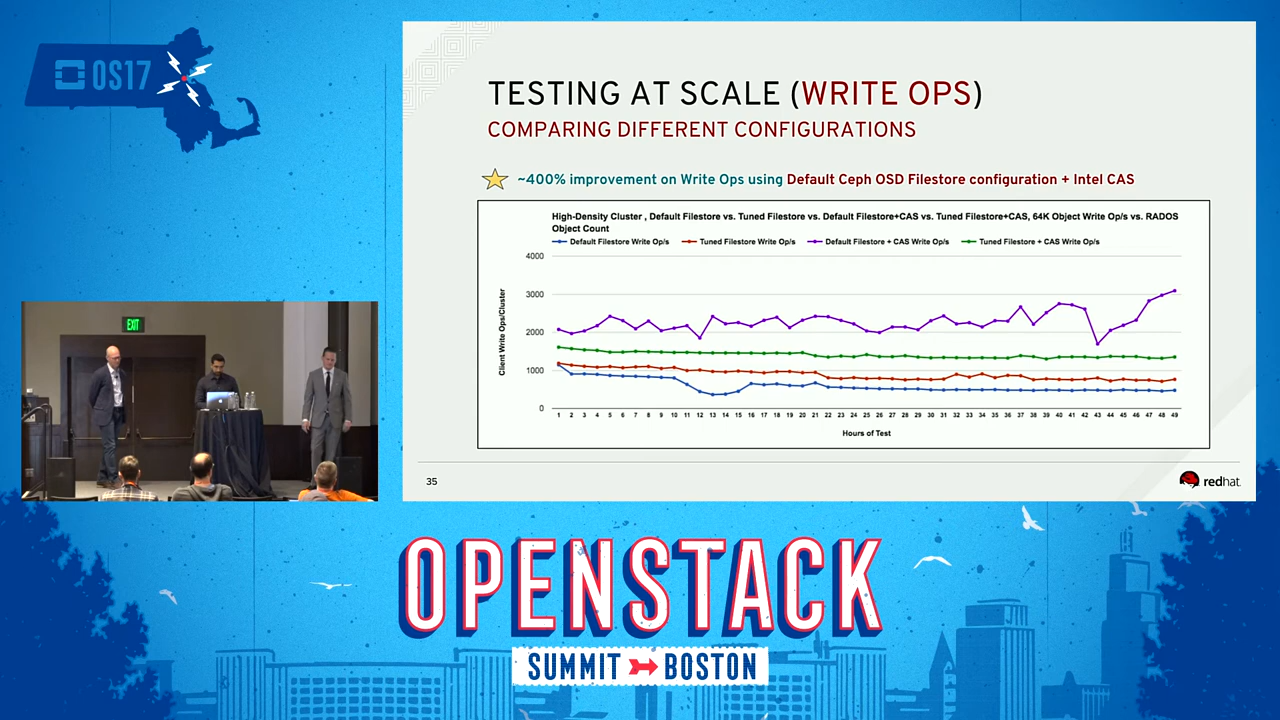 OS17
TESTING AT SCALE (WRITE OPS)
COMPARING DIFFERENT CONFIGURATIONS
~400% improvement on Write Ops using Default Ceph OSD Filestore configuration + Intel CAS
High-Density Cluster , Default Filestore vs. Tuned Filestore vs. Default Filestore+CAS vs. Tuned Filestore+CAS, 64K Object Write Op/s vs. RADOS
Object Count
Default Filestore Write Op/s Tuned Filestore Write Op/s Default Filestore + CAS Write Op/s Tuned Filestore + CAS Write Op/s
Client Write Ops/Cluster
4000
3000
2000
1000
0
1 2 3 4 5 6 7 8 9 10 11 12 13 14 15 16 17 18 19 20 21 22 23 24 25 26 27 28 29 30 31 32 33 34 35 36 37 38 39 40 41 42 43 44 45 46 47 48 49
Hours of Test
35
redhat.
EXIT
OPENSTACK
SUMMIT BOSTON